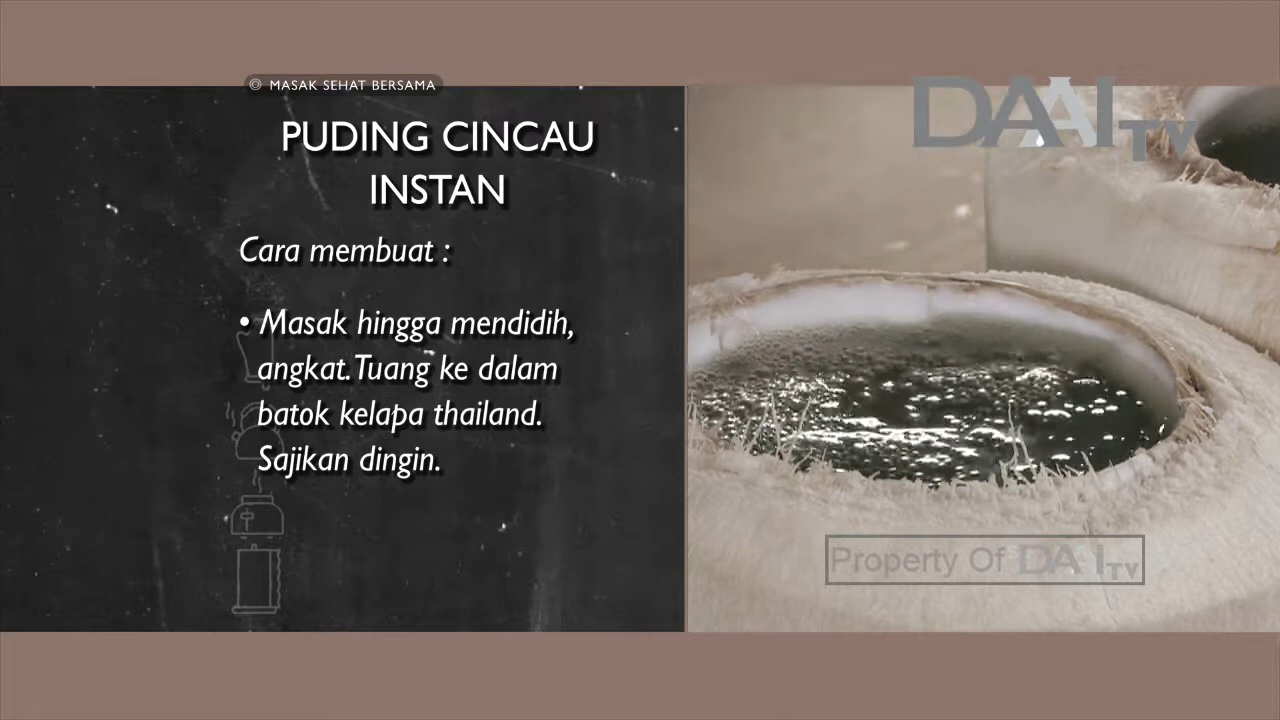 MASAK SEHAT BERSAMA
DAAI TV
PUDING CINCAU
INSTAN
Cara membuat :
• Masak hingga mendidih,
angkat. Tuang ke dalam
batok kelapa thailand.
Sajikan dingin.
Property Of DAAI TV